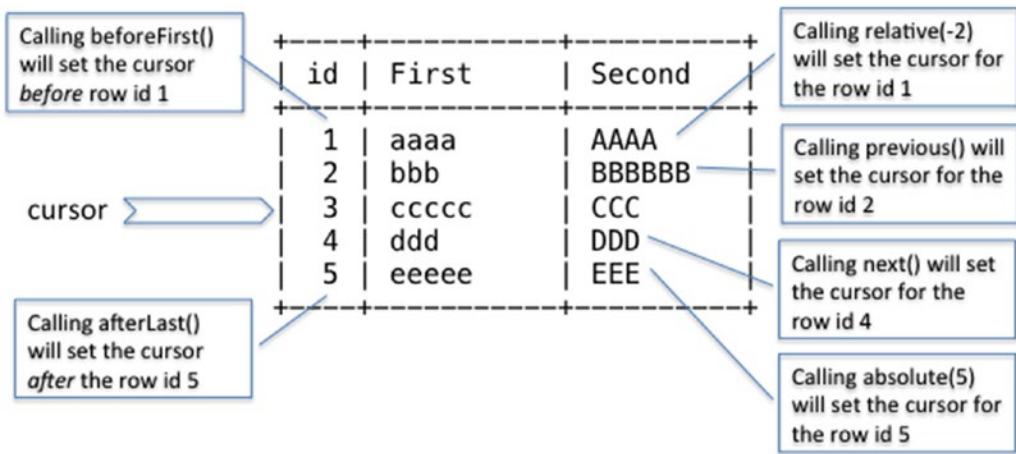 Calling beforeFirst()
will set the cursor
before row id 1
+-----+---------------+--------------+
| id | First | Second |
+-----+---------------+--------------+
| 1 | aaaa | AAAA |
| 2 | bbb | BBBBBB |
| 3 | ccccc | CCC |
| 4 | ddd | DDD |
| 5 | eeeee | EEE |
+-----+---------------+--------------+
cursor
Calling afterLast()
will set the cursor
after the row id 5
Calling relative(-2)
will set the cursor for
the row id 1
Calling previous() will
set the cursor for the
row id 2
Calling next() will set
the cursor for the
row id 4
Calling absolute(5)
will set the cursor for
the row id 5